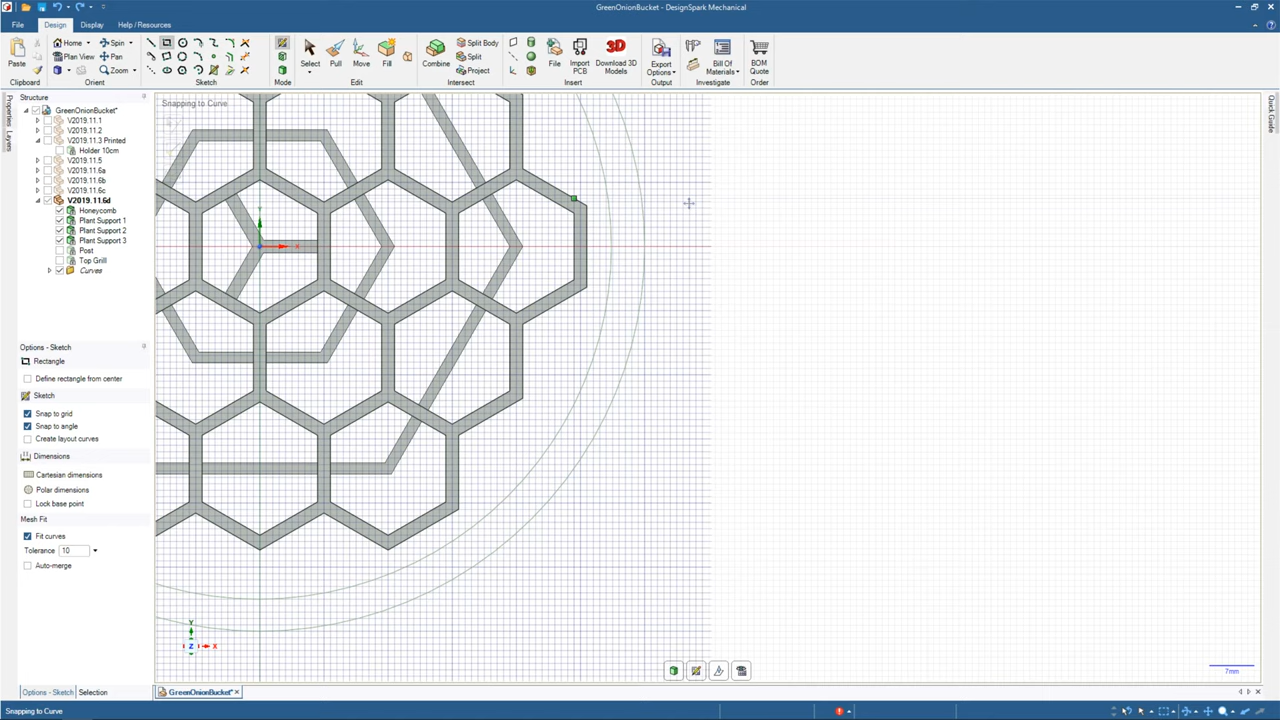 GreenOnionBucket - DesignSpark Mechanical
File
Design
Display
Help / Resources
Paste
Home
Spin
Plan View
Pan
Zoom
Select
Pull
Move
Fill
Combine
Split Body
Split
Project
File
Import
PCB
Download 3D
Models
Export
Options
Bill Of
Materials
BOM
Quote
Clipboard
Orient
Sketch
Mode
Edit
Intersect
Insert
Output
Investigate
Order
Properties
Layers
Structure
GreenOnionBucket*
V2019.11.1
V2019.11.2
V2019.11.3 Printed
Holder 10cm
V2019.11.5
V2019.11.6a
V2019.11.6b
V2019.11.6c
V2019.11.6d
Honeycomb
Plant Support 1
Plant Support 2
Plant Support 3
Post
Top Grill
Curves
Options - Sketch
Rectangle
Define rectangle from center
Sketch
Snap to grid
Snap to angle
Create layout curves
Dimensions
Cartesian dimensions
Polar dimensions
Lock base point
Mesh Fit
Fit curves
Tolerance 10
Auto-merge
Options - Sketch
Selection
Snapping to Curve
Y
X
Y
Z
X
7mm
Quick Guide
GreenOnionBucket*
Snapping to Curve